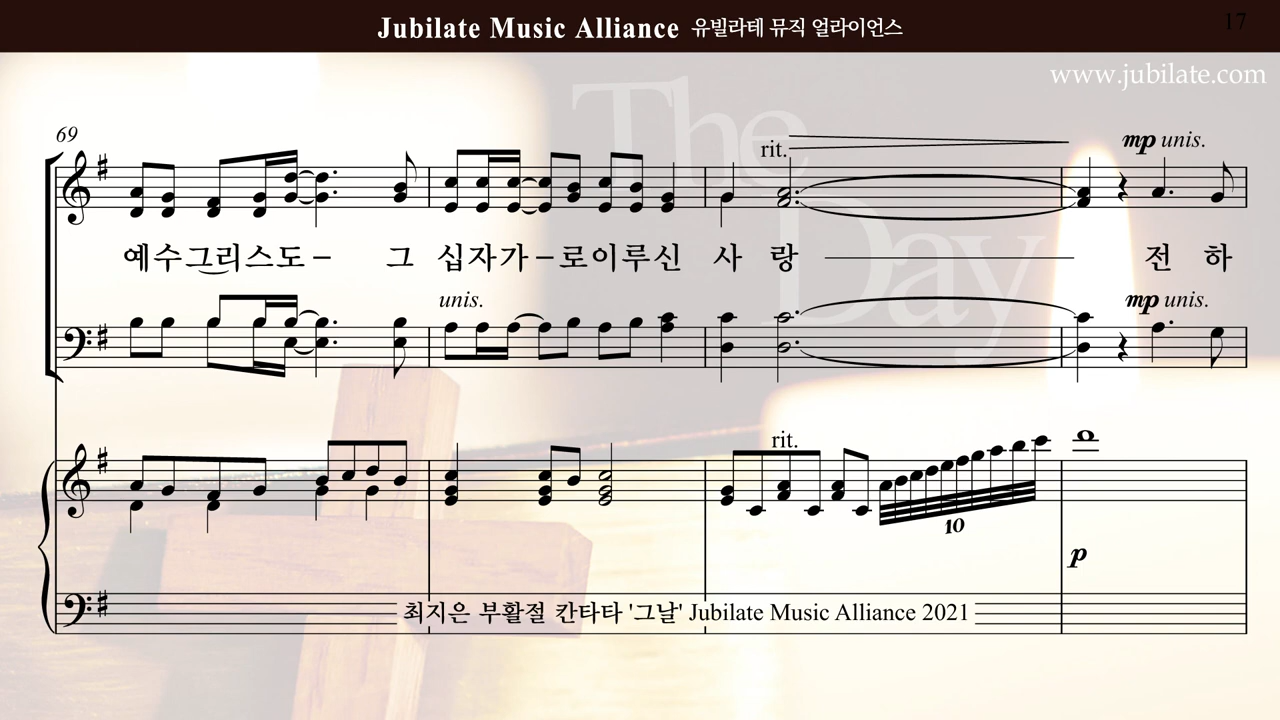 Jubilate Music Alliance 유빌라테 뮤직 얼라이언스
17
www.jubilate.com
The
Day
69
rit.
mp unis.
예수그리스도 – 그 십자가 – 로이루신 사 랑 전 하
unis.
mp unis.
rit.
10
p
최지은 부활절 칸타타 '그날' Jubilate Music Alliance 2021